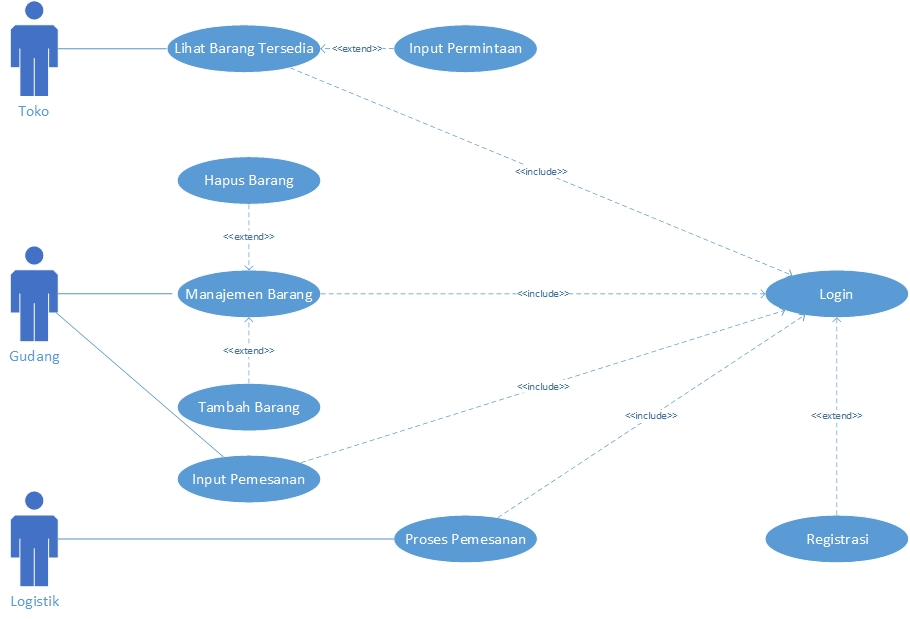 Lihat Barang Tersedia
<<extend>>
Input Permintaan
Toko
<<include>>
Hapus Barang
<<extend>>
Manajemen Barang
<<include>>
Login
Gudang
<<extend>>
<<include>>
Tambah Barang
<<include>>
<<extend>>
Input Pemesanan
Proses Pemesanan
Registrasi
Logistik